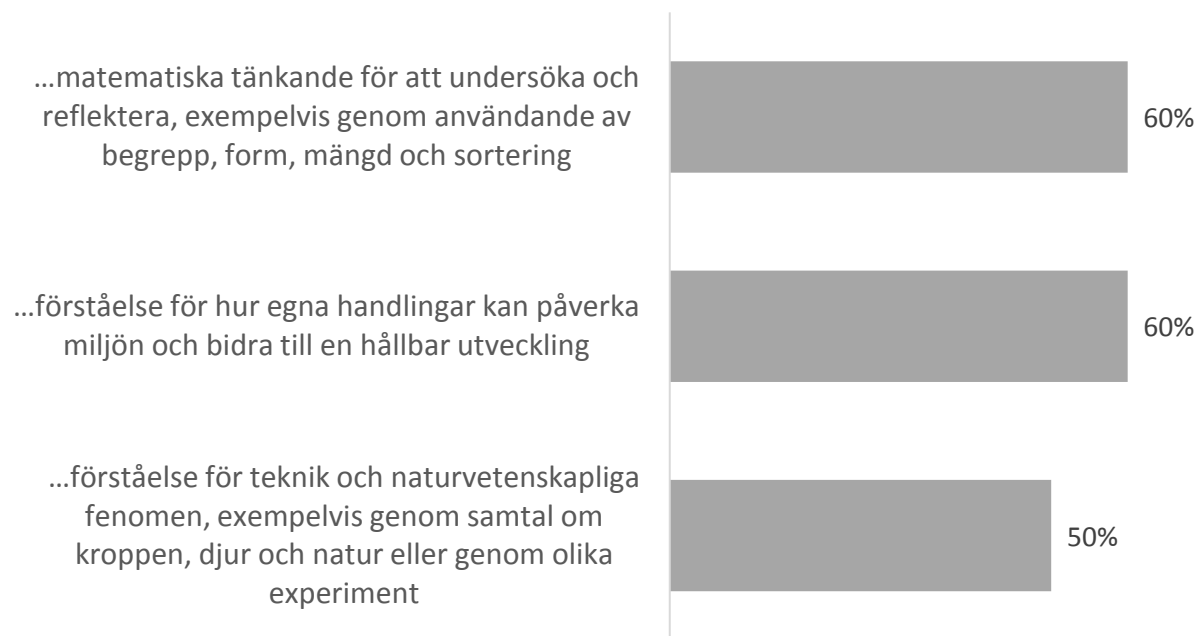 …matematiska tänkande för att undersöka och
reflektera, exempelvis genom användande av
begrepp, form, mängd och sortering
60%
…förståelse för hur egna handlingar kan påverka
miljön och bidra till en hållbar utveckling
60%
…förståelse för teknik och naturvetenskapliga
fenomen, exempelvis genom samtal om
kroppen, djur och natur eller genom olika
experiment
50%